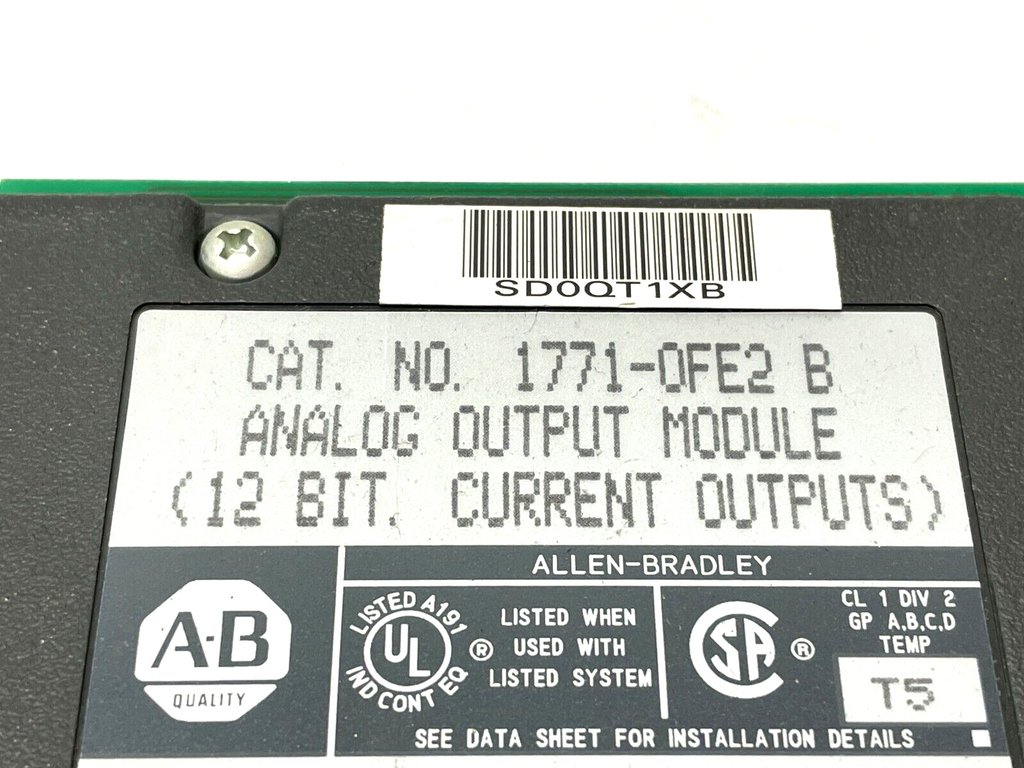 SD0QT1XB
CAT. NO. 1771-OFE2 B
ANALOG OUTPUT MODULE
(12 BIT. CURRENT OUTPUTS)
ALLEN-BRADLEY
A-B
QUALITY
LISTED A191
UL
IND CONT EQ
®
LISTED WHEN
USED WITH
LISTED SYSTEM
SA
®
CL 1 DIV 2
GP A,B,C,D
TEMP
T5
SEE DATA SHEET FOR INSTALLATION DETAILS